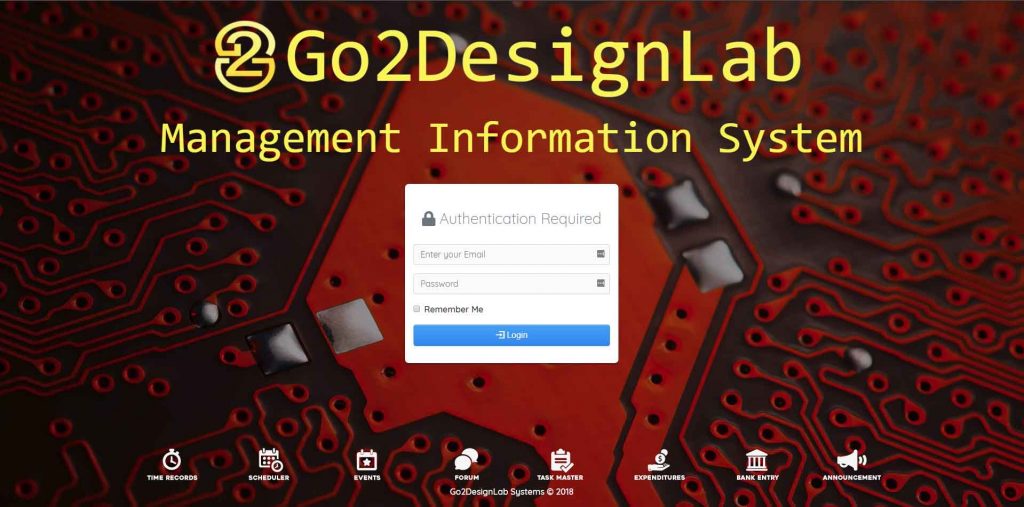 Go2DesignLab
Management Information System
Authentication Required
Enter your Email
Password
Remember Me
Login
TIME RECORDS SCHEDULER EVENTS FORUM TASK MASTER EXPENDITURES BANK ENTRY ANNOUNCEMENT
Go2DesignLab Systems © 2018